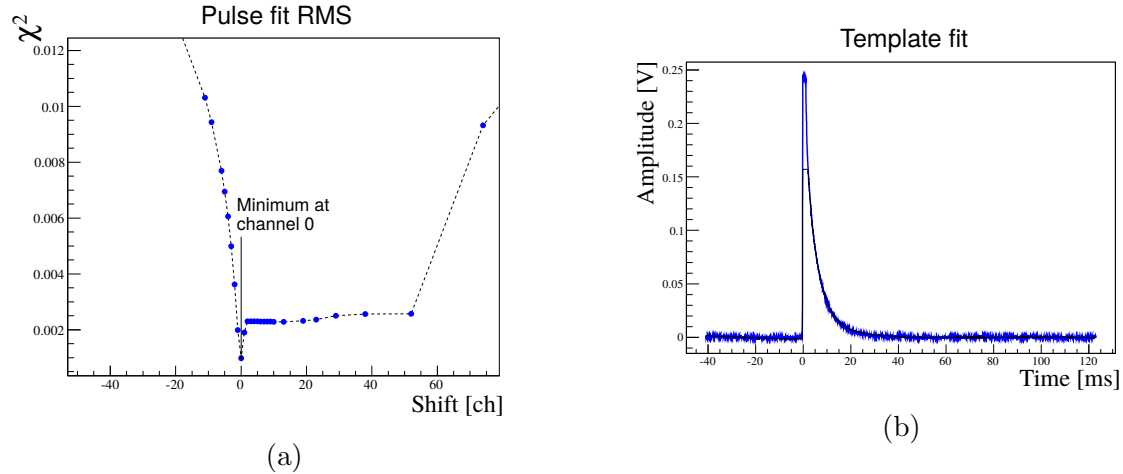 Pulse fit RMS
χ²
0.012
0.01
0.008
0.006
0.004
0.002
Minimum at
channel 0
-40 -20 0 20 40 60
Shift [ch]
(a)
Template fit
Amplitude [V]
0.25
0.2
0.15
0.1
0.05
0
-40 -20 0 20 40 60 80 100 120
Time [ms]
(b)